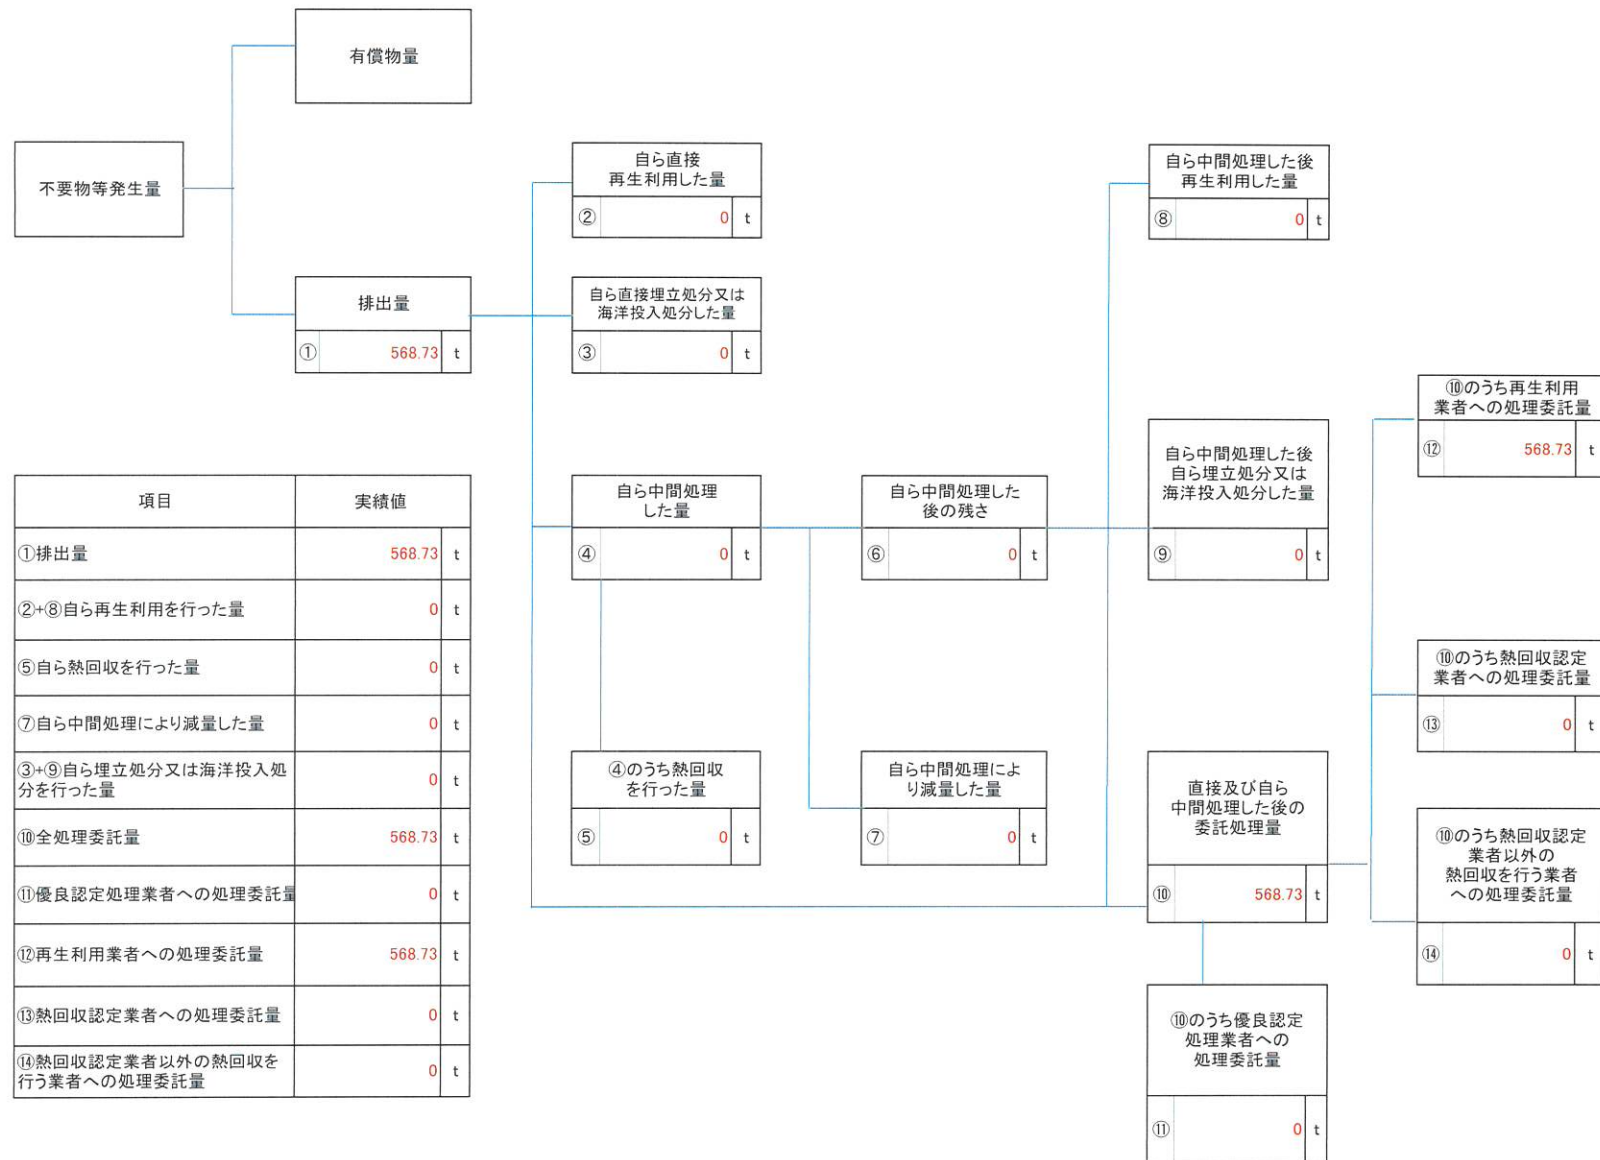 有償物量
不要物等発生量
排出量
① 568.73 t
自ら直接
再生利用した量
② 0 t
自ら直接埋立処分又は
海洋投入処分した量
③ 0 t
自ら中間処理
した量
④ 0 t
④のうち熱回収
を行った量
⑤ 0 t
自ら中間処理した
後の残さ
⑥ 0 t
自ら中間処理によ
り減量した量
⑦ 0 t
自ら中間処理した後
再生利用した量
⑧ 0 t
自ら中間処理した後
自ら埋立処分又は
海洋投入処分した量
⑨ 0 t
直接及び自ら
中間処理した後の
委託処理量
⑩ 568.73 t
⑩のうち優良認定
処理業者への
処理委託量
⑪ 0 t
⑩のうち再生利用
業者への処理委託量
⑫ 568.73 t
⑩のうち熱回収認定
業者への処理委託量
⑬ 0 t
⑩のうち熱回収認定
業者以外の
熱回収を行う業者
への処理委託量
⑭ 0 t
項目 実績値
①排出量 568.73 t
②+⑧自ら再生利用を行った量 0 t
⑤自ら熱回収を行った量 0 t
⑦自ら中間処理により減量した量 0 t
③+⑨自ら埋立処分又は海洋投入処
分を行った量 0 t
⑩全処理委託量 568.73 t
⑪優良認定処理業者への処理委託量 0 t
⑫再生利用業者への処理委託量 568.73 t
⑬熱回収認定業者への処理委託量 0 t
⑭熱回収認定業者以外の熱回収を
行う業者への処理委託量 0 t